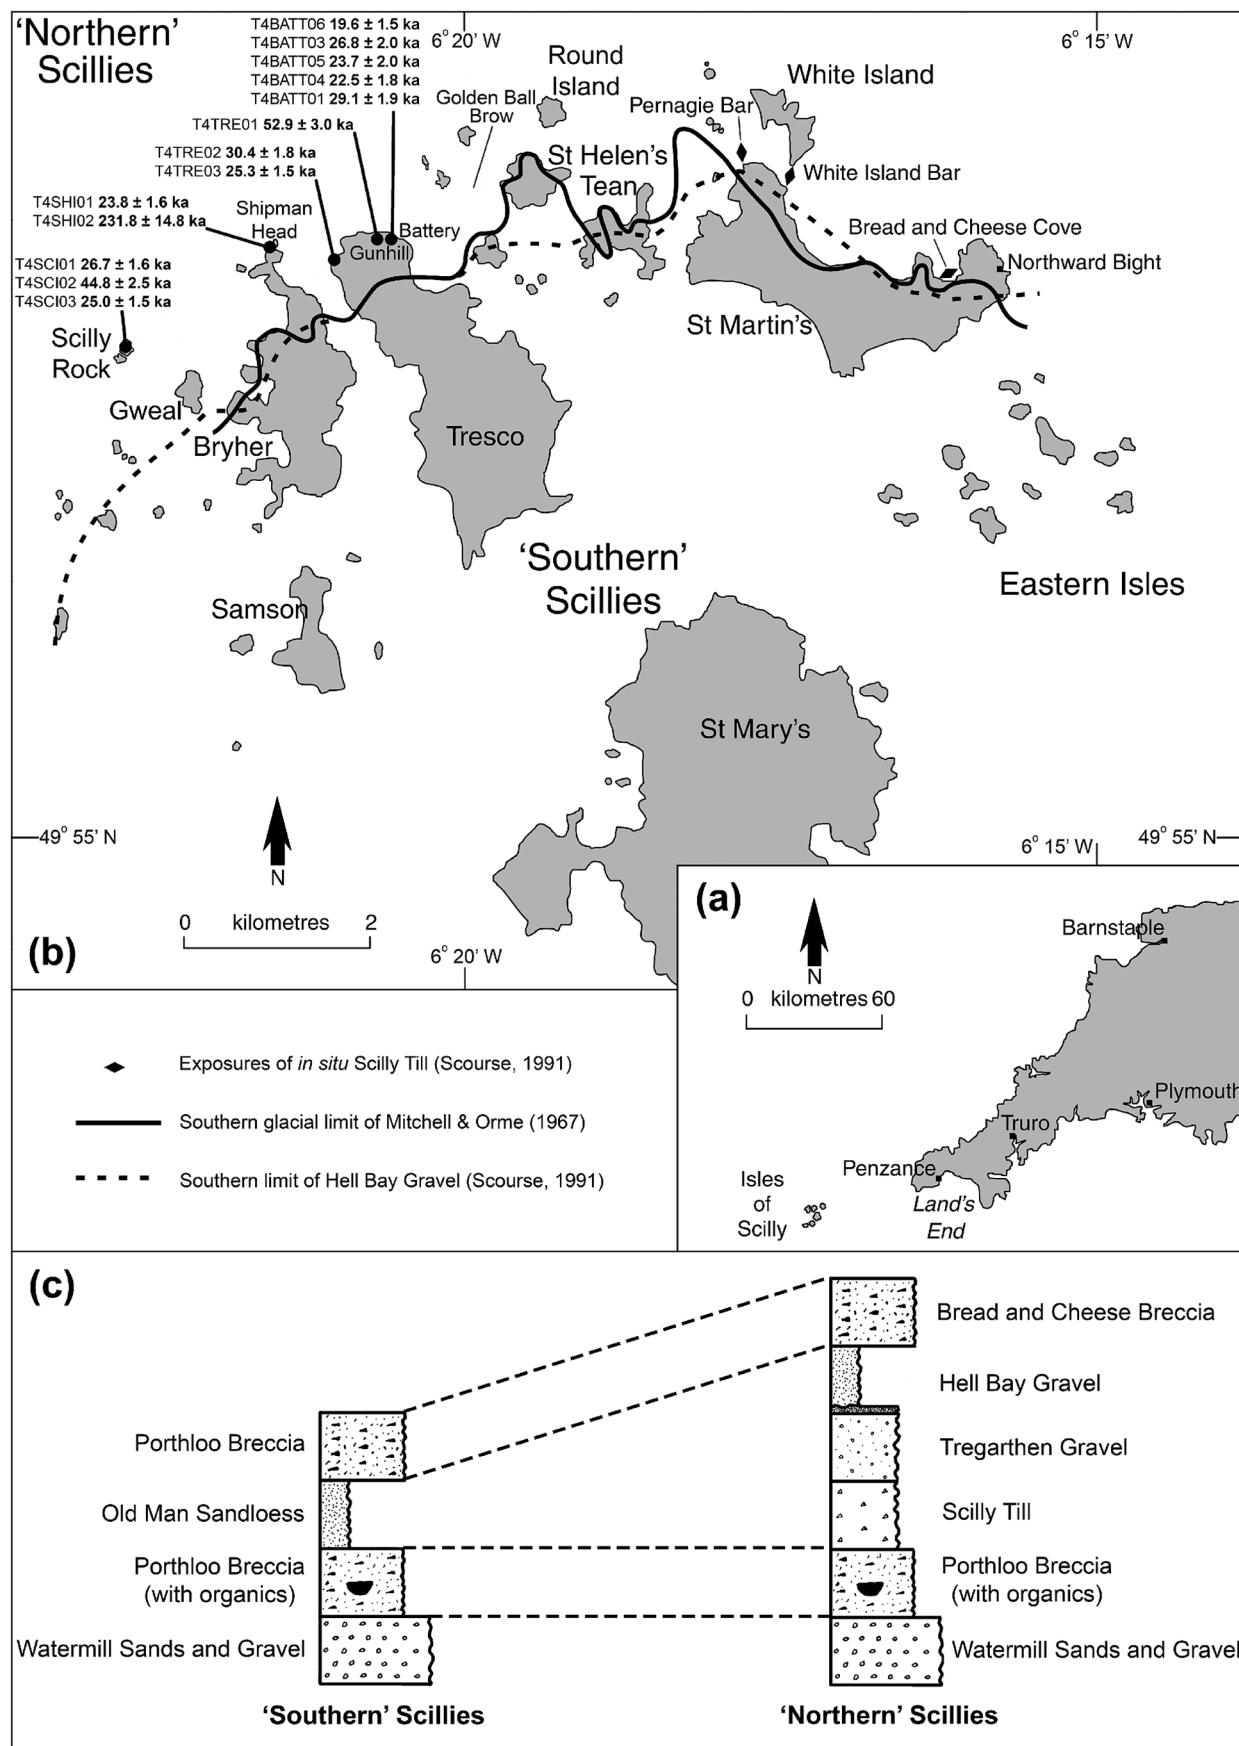 ‘Northern’
Scillies
T4BATT06 19.6 ± 1.5 ka
T4BATT03 26.8 ± 2.0 ka
T4BATT05 23.7 ± 2.0 ka
T4BATT04 22.5 ± 1.8 ka
T4BATT01 29.1 ± 1.9 ka
T4TRE01 52.9 ± 3.0 ka
T4TRE02 30.4 ± 1.8 ka
T4TRE03 25.3 ± 1.5 ka
T4SHI01 23.8 ± 1.6 ka
T4SHI02 231.8 ± 14.8 ka
T4SCI01 26.7 ± 1.6 ka
T4SCI02 44.8 ± 2.5 ka
T4SCI03 25.0 ± 1.5 ka
6° 20’ W
6° 15’ W
Round
Island
White Island
Golden Ball
Brow
Pernagie Bar
St Helen’s
Tean
White Island Bar
Shipman
Head
Battery
Gunhill
Bread and Cheese Cove
Northward Bight
St Martin’s
Scilly
Rock
Gweal
Bryher
Tresco
‘Southern’
Scillies
Eastern Isles
Samson
St Mary’s
49° 55’ N
6° 15’ W
49° 55’ N
N
0 kilometres 2
6° 20’ W
(b)
(a)
N
0 kilometres 60
Barnstaple
Plymouth
Truro
Penzance
Land’s
End
Isles
of
Scilly
Exposures of in situ Scilly Till (Scourse, 1991)
Southern glacial limit of Mitchell & Orme (1967)
Southern limit of Hell Bay Gravel (Scourse, 1991)
(c)
Porthloo Breccia
Old Man Sandloess
Porthloo Breccia
(with organics)
Watermill Sands and Gravel
‘Southern’ Scillies
Bread and Cheese Breccia
Hell Bay Gravel
Tregarthen Gravel
Scilly Till
Porthloo Breccia
(with organics)
Watermill Sands and Gravel
‘Northern’ Scillies